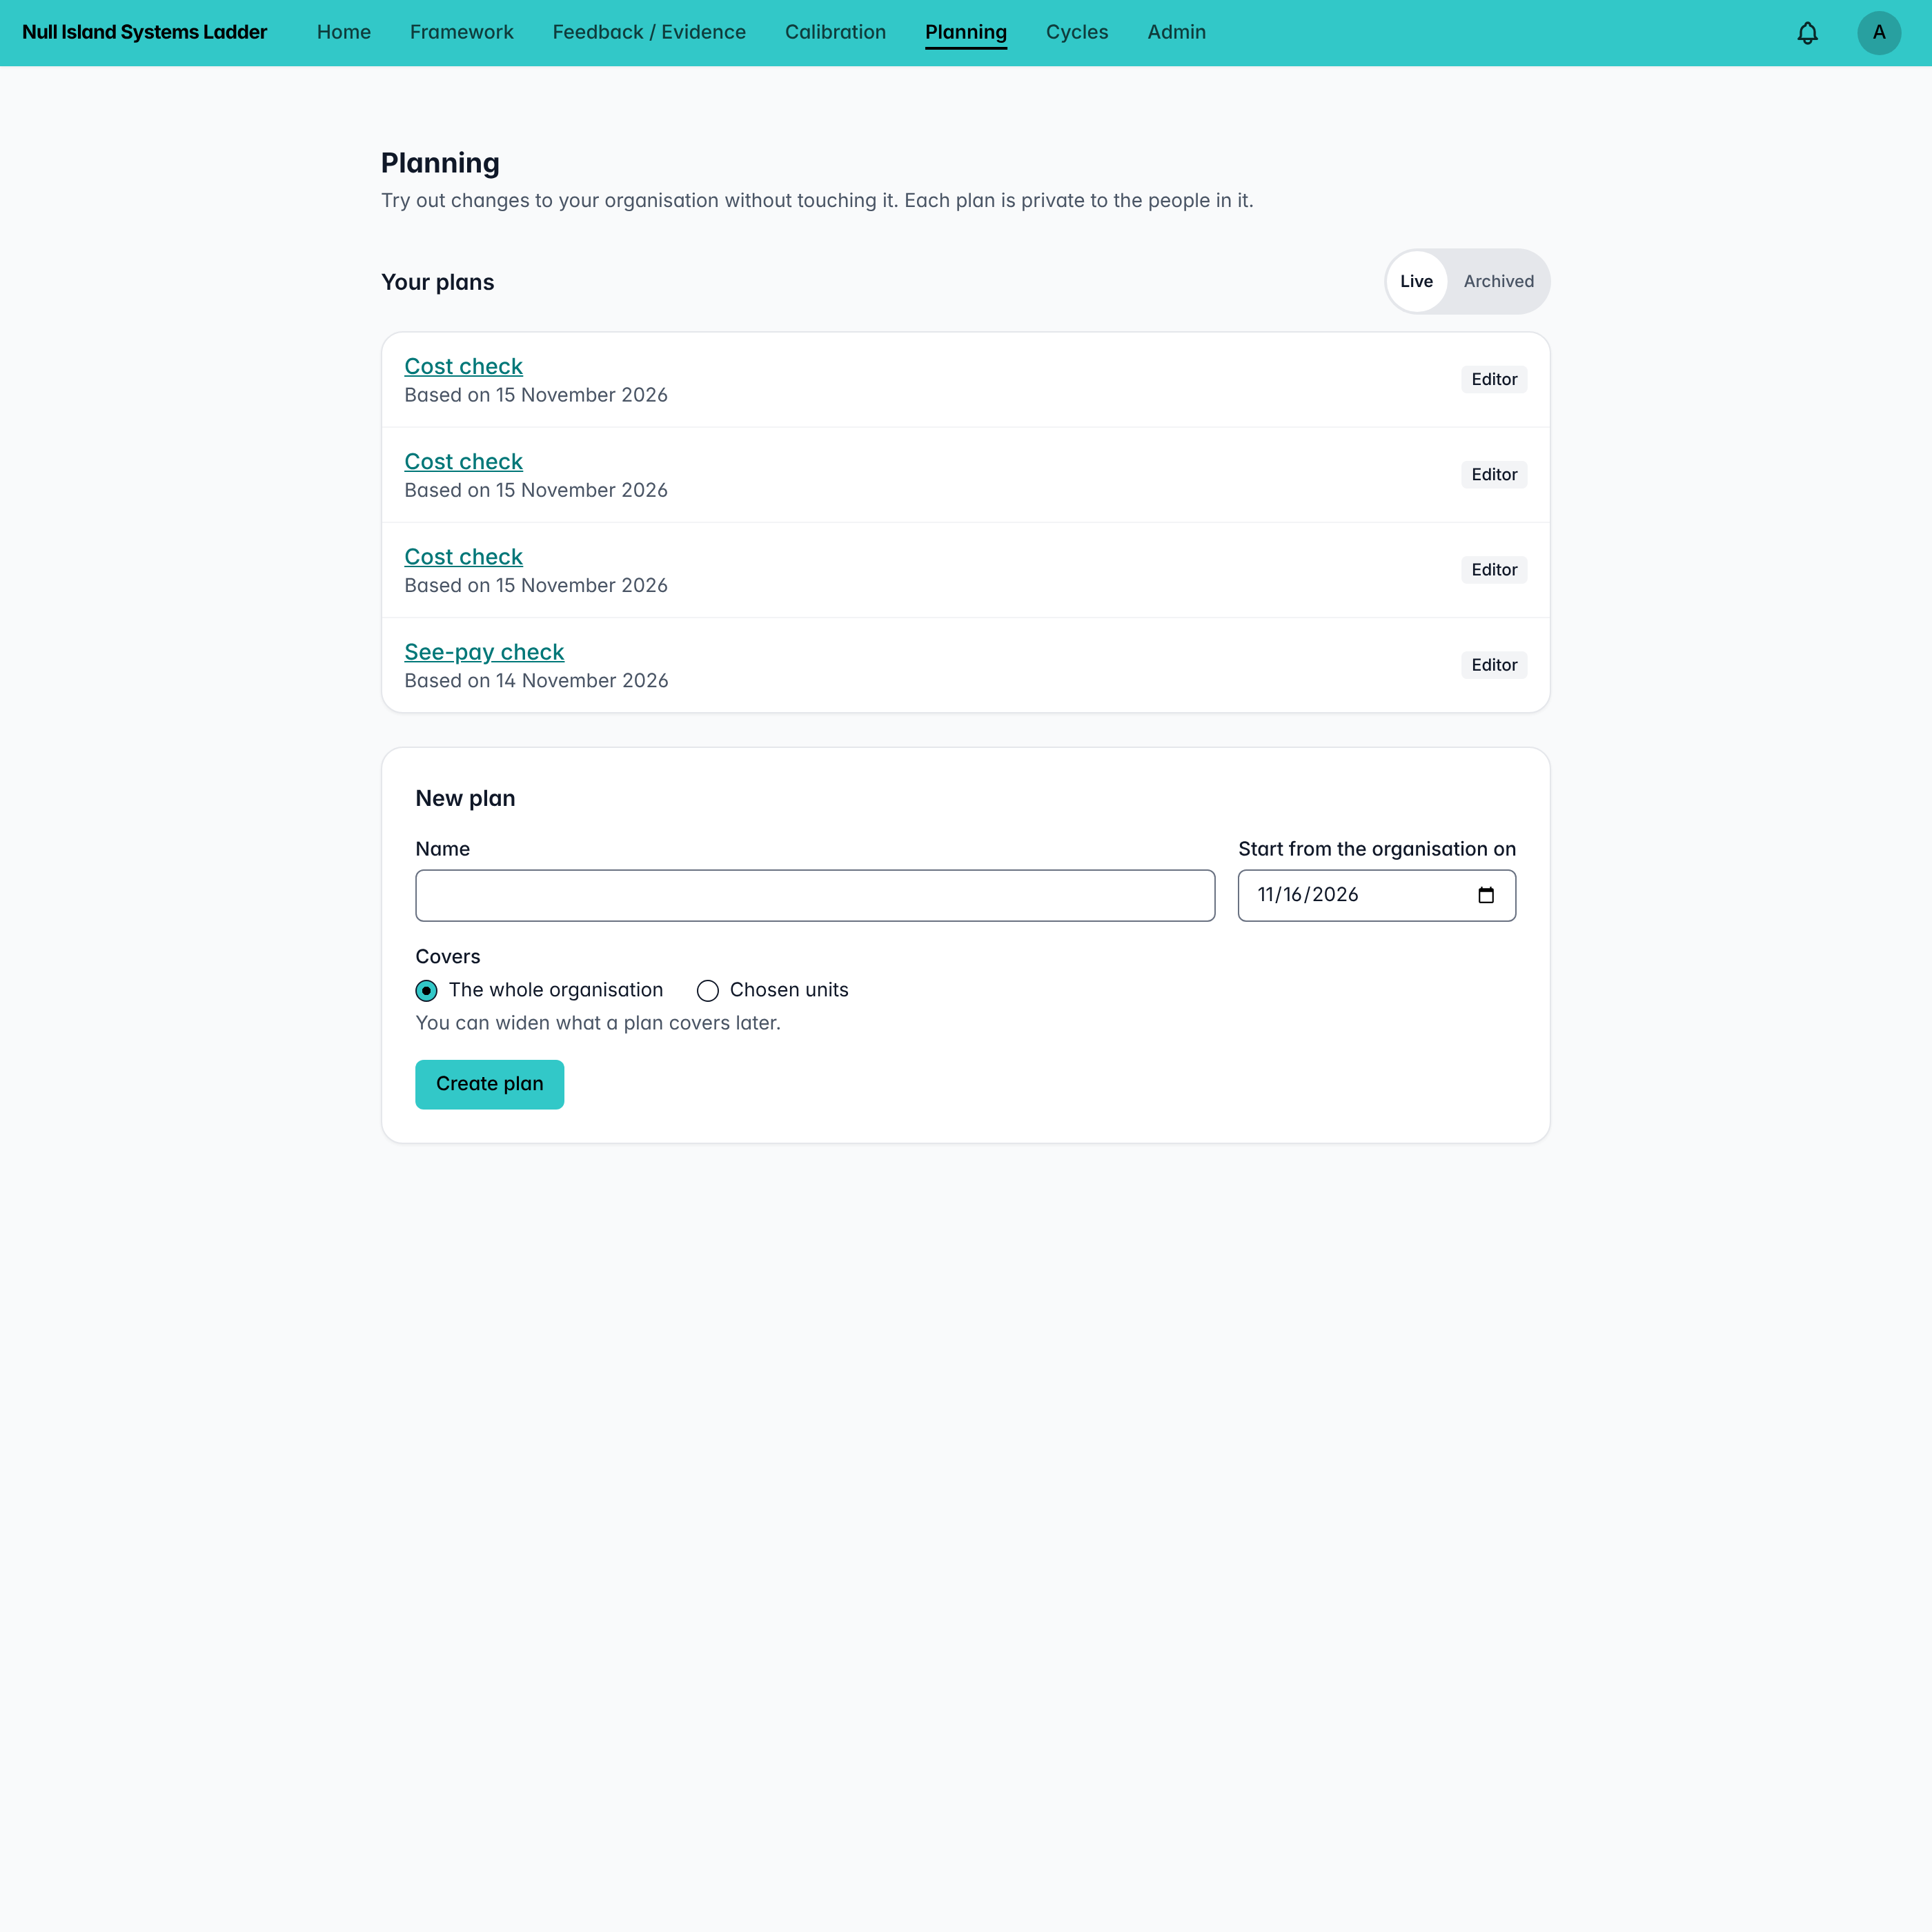 Null Island Systems Ladder
Home
Framework
Feedback / Evidence
Calibration
Planning
Cycles
Admin
A
Planning
Try out changes to your organisation without touching it. Each plan is private to the people in it.
Your plans
Live
Archived
Cost check
Based on 15 November 2026
Editor
Cost check
Based on 15 November 2026
Editor
Cost check
Based on 15 November 2026
Editor
See-pay check
Based on 14 November 2026
Editor
New plan
Name
Start from the organisation on
11/16/2026
Covers
The whole organisation
Chosen units
You can widen what a plan covers later.
Create plan